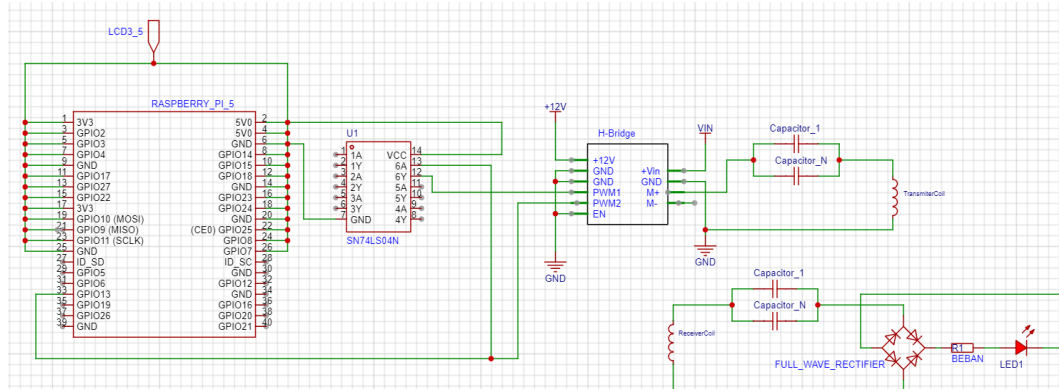 LCD3_5
RASPBERRY_PI_5
1 3V3 5V0 2
3 GPIO2 5V0 4
5 GPIO3 GND 6
7 GPIO4 GPIO14 8
9 GND GPIO15 10
11 GPIO17 GPIO18 12
13 GPIO27 GND 14
15 GPIO22 GPIO23 16
17 3V3 GPIO24 18
19 GPIO10 (MOSI) GND 20
21 GPIO9 (MISO) (CE0) GPIO25 22
23 GPIO11 (SCLK) GPIO8 24
25 GND GPIO7 26
27 ID_SD ID_SC 28
29 GPIO5 GND 30
31 GPIO6 GPIO12 32
33 GPIO13 GND 34
35 GPIO19 GPIO16 36
37 GPIO26 GPIO20 38
39 GND GPIO21 40
U1
1 1A VCC 14
2 1Y 6A 13
3 2A 6Y 12
4 2Y 5A 11
5 3A 5Y 10
6 3Y 4A 9
7 GND 4Y 8
SN74LS04N
+12V
H-Bridge
+12V +Vin
GND GND
GND M+
PWM1 M-
PWM2
EN
GND
VIN
GND
Capacitor_1
Capacitor_N
TransmiterCoil
Capacitor_1
Capacitor_N
ReceiverCoil
FULL_WAVE_RECTIFIER
R1
BEBAN
LED1